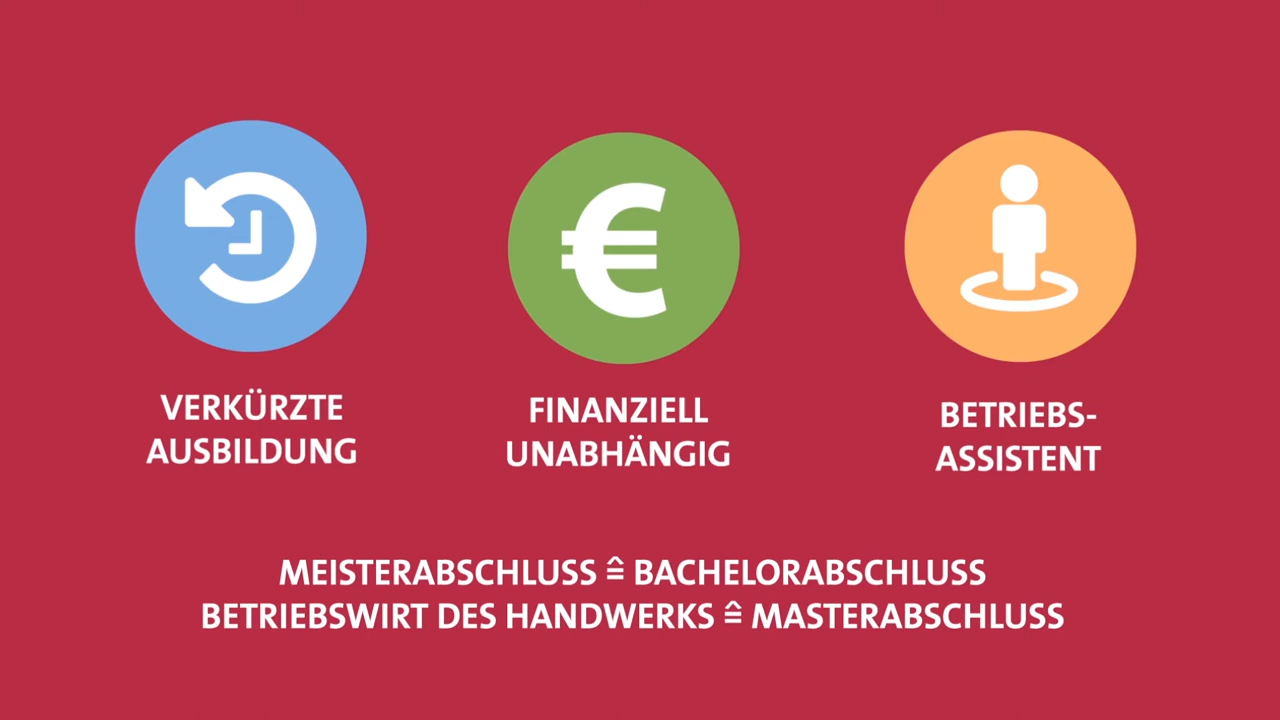 VERKÜRZTE
AUSBILDUNG
FINANZIELL
UNABHÄNGIG
BETRIEBS-
ASSISTENT
MEISTERABSCHLUSS ≙ BACHELORABSCHLUSS
BETRIEBSWIRT DES HANDWERKS ≙ MASTERABSCHLUSS